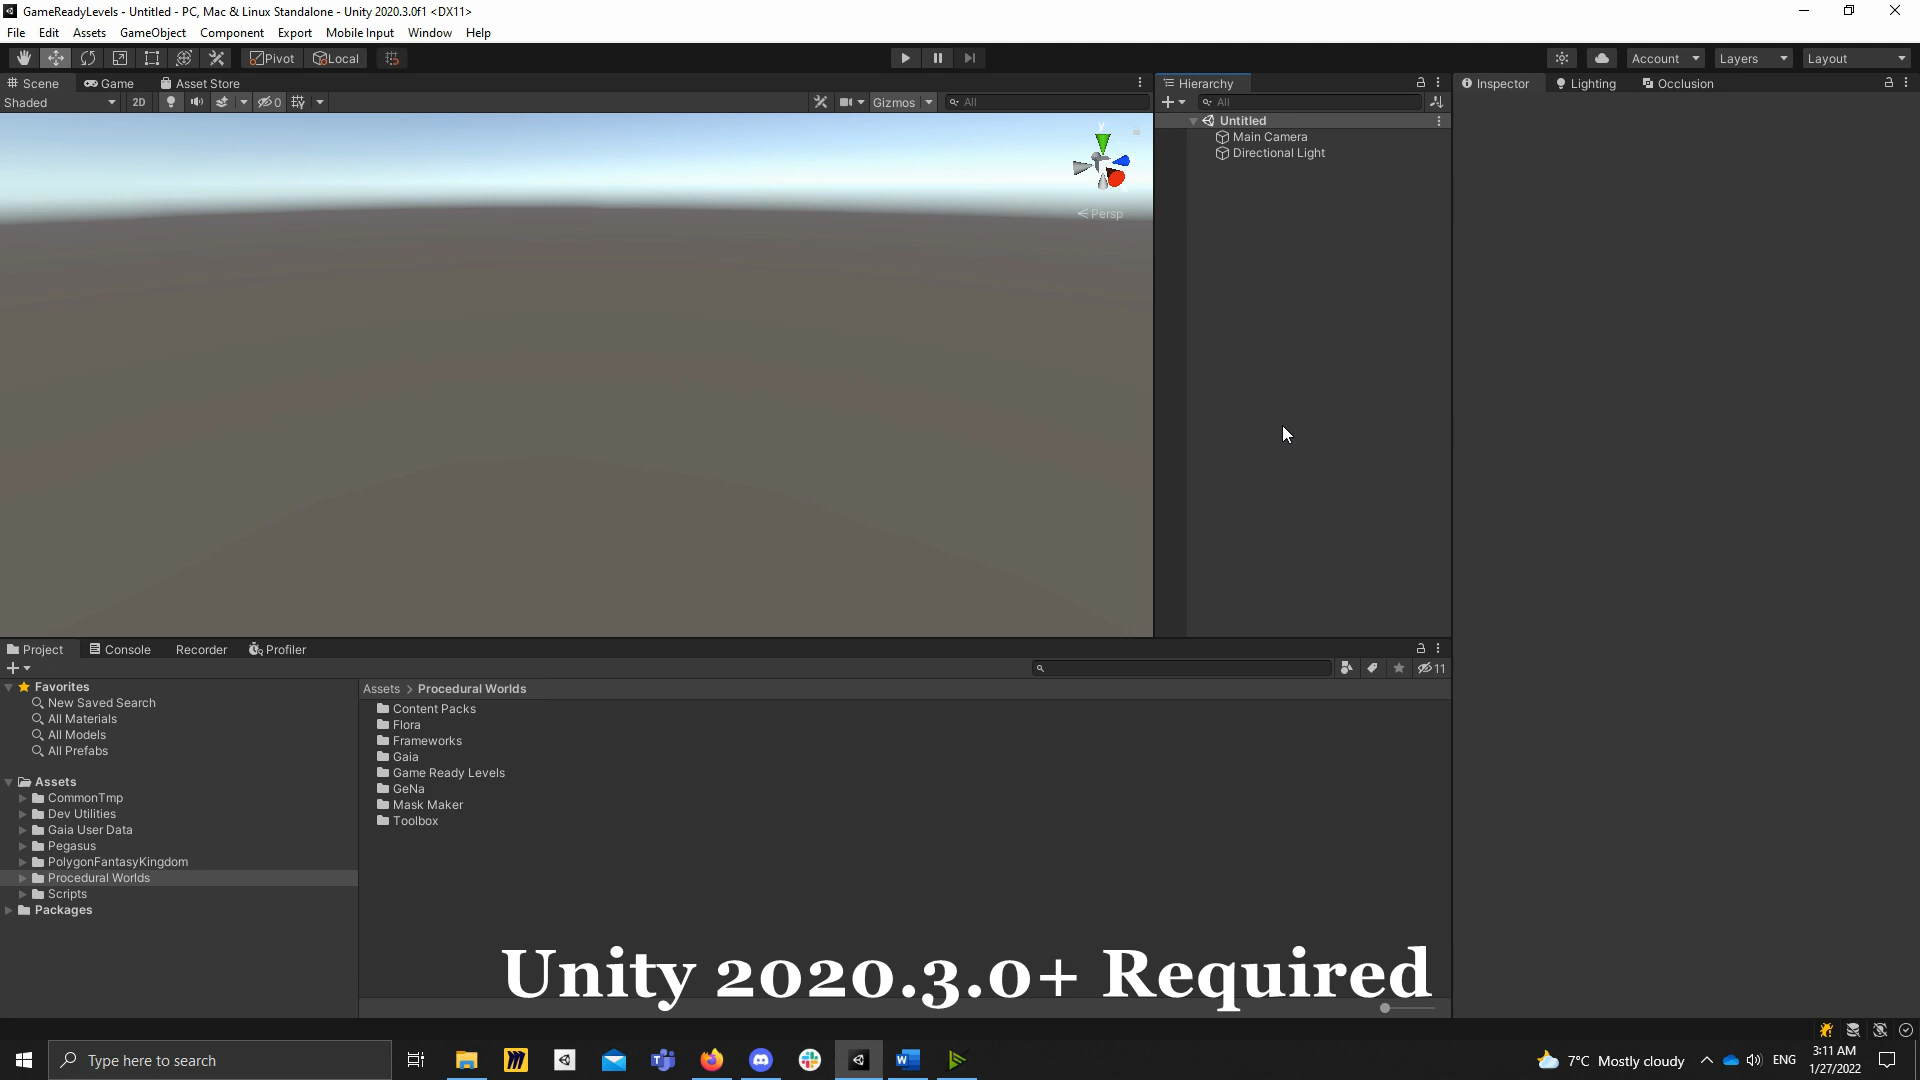 GameReadyLevels - Untitled - PC, Mac & Linux Standalone - Unity 2020.3.0f1 <DX11>
File Edit Assets GameObject Component Export Mobile Input Window Help
Pivot Local Account Layers Layout
Scene Game Asset Store
Shaded 2D 0 Gizmos All
Hierarchy
All
Untitled
Main Camera
Directional Light
Inspector Lighting Occlusion
y
Persp
Project Console Recorder Profiler
11
Favorites
New Saved Search
All Materials
All Models
All Prefabs
Assets
CommonTmp
Dev Utilities
Gaia User Data
Pegasus
PolygonFantasyKingdom
Procedural Worlds
Scripts
Packages
Assets > Procedural Worlds
Content Packs
Flora
Frameworks
Gaia
Game Ready Levels
GeNa
Mask Maker
Toolbox
Unity 2020.3.0+ Required
Type here to search
7°C Mostly cloudy
ENG
3:11 AM
1/27/2022